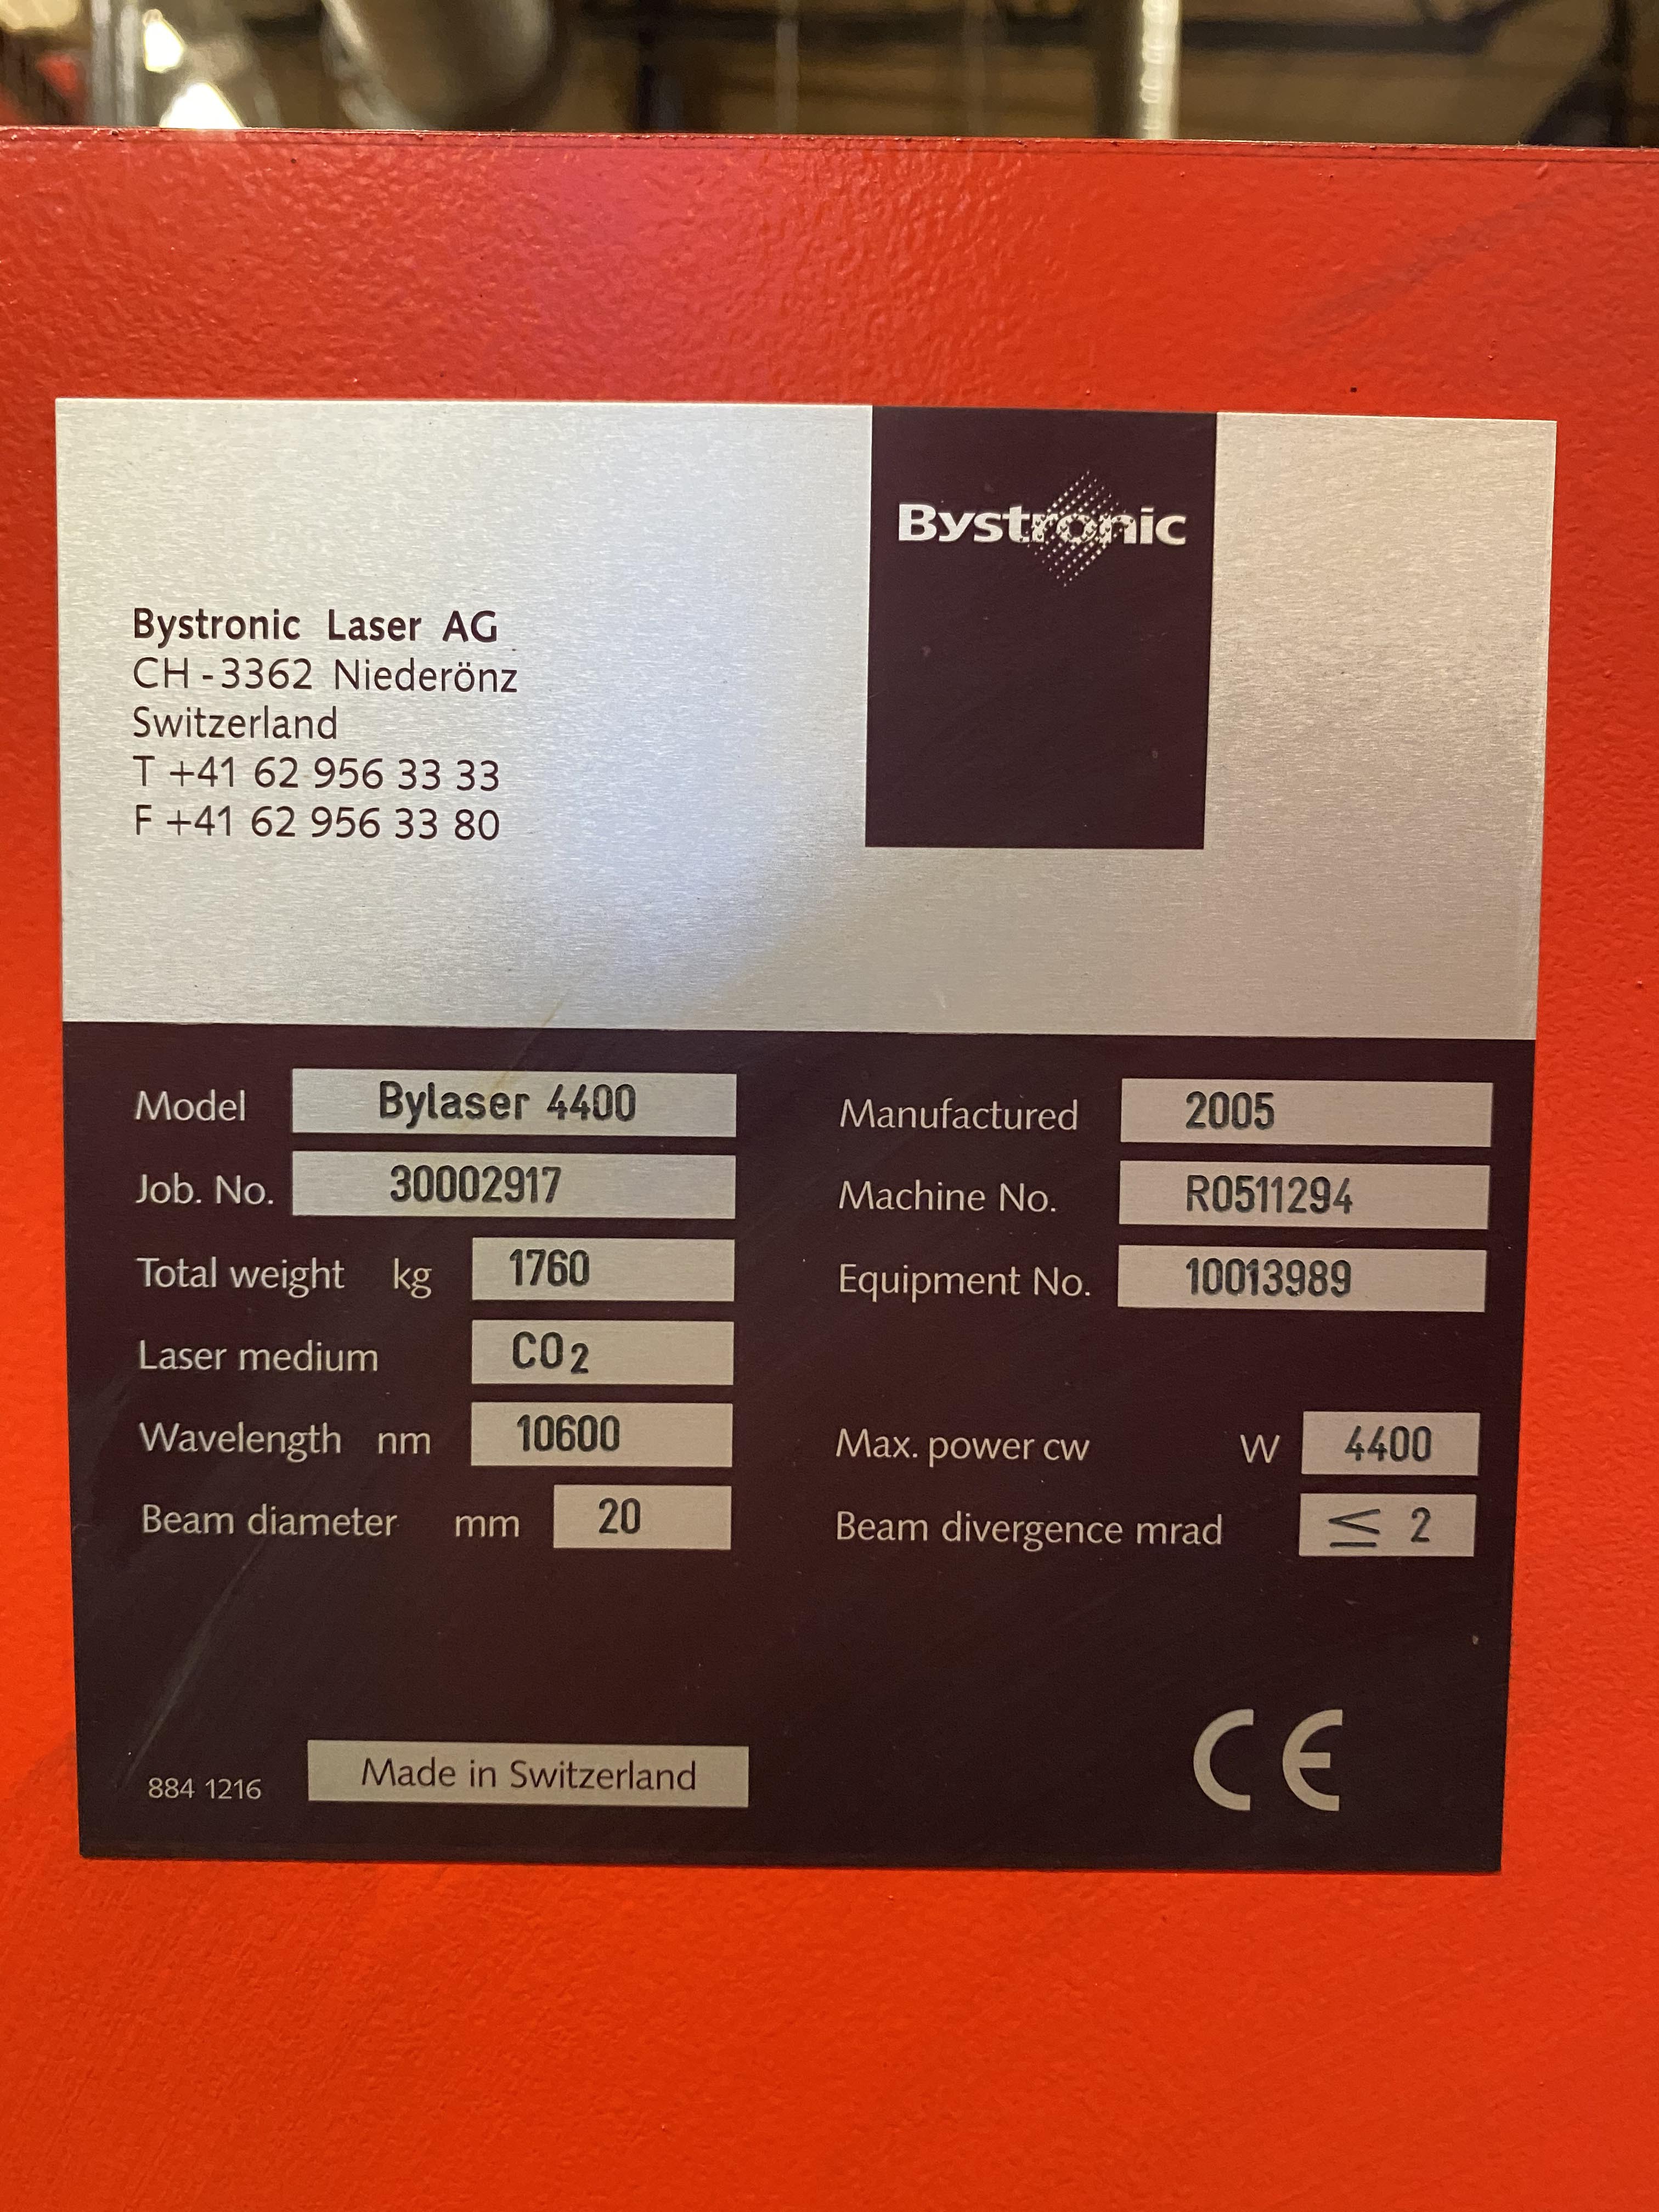 Bystronic
Bystronic Laser AG
CH - 3362 Niederönz
Switzerland
T +41 62 956 33 33
F +41 62 956 33 80
Model Bylaser 4400
Manufactured 2005
Job. No. 30002917
Machine No. R0511294
Total weight kg 1760
Equipment No. 10013989
Laser medium CO2
Wavelength nm 10600
Max. power cw W 4400
Beam diameter mm 20
Beam divergence mrad ≤ 2
884 1216
Made in Switzerland
CE